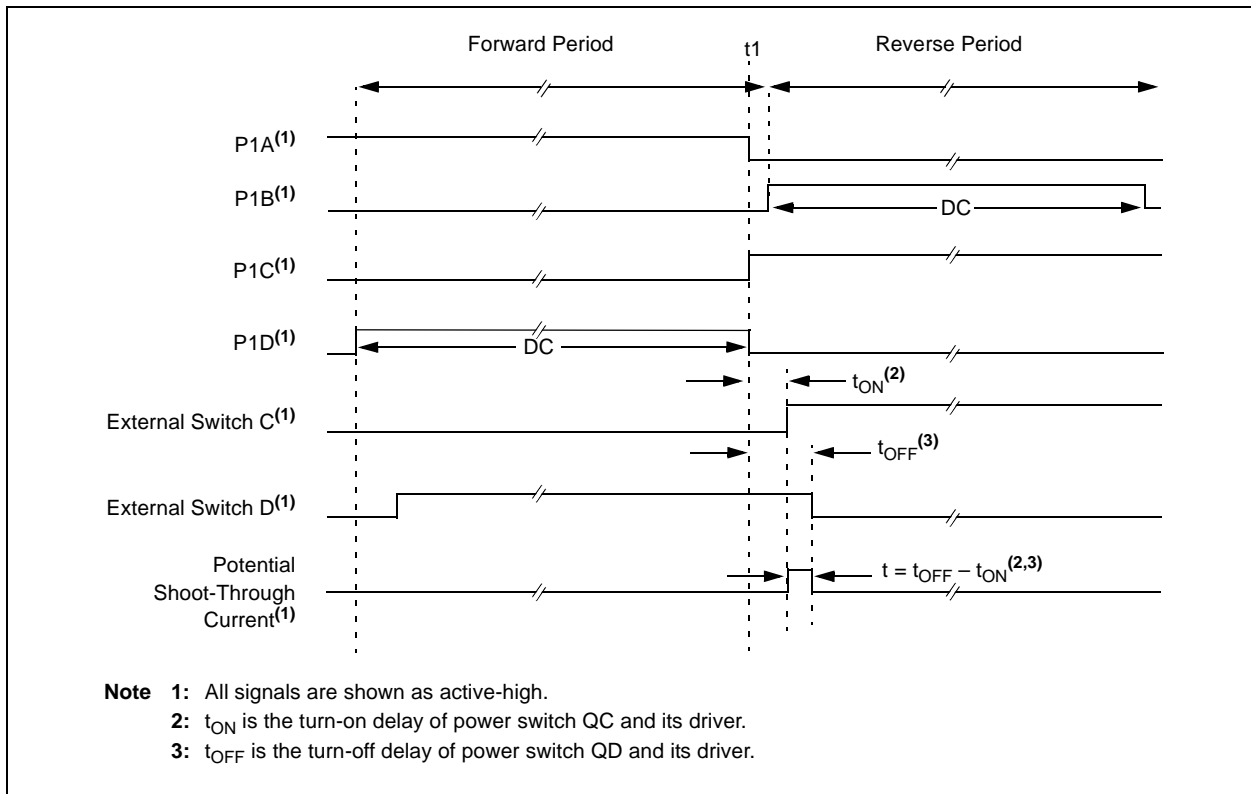 Forward Period
t1
Reverse Period
P1A(1)
P1B(1)
DC
P1C(1)
P1D(1)
DC
tON(2)
External Switch C(1)
tOFF(3)
External Switch D(1)
Potential
Shoot-Through
Current(1)
t = tOFF – tON(2,3)
Note 1: All signals are shown as active-high.
2: tON is the turn-on delay of power switch QC and its driver.
3: tOFF is the turn-off delay of power switch QD and its driver.